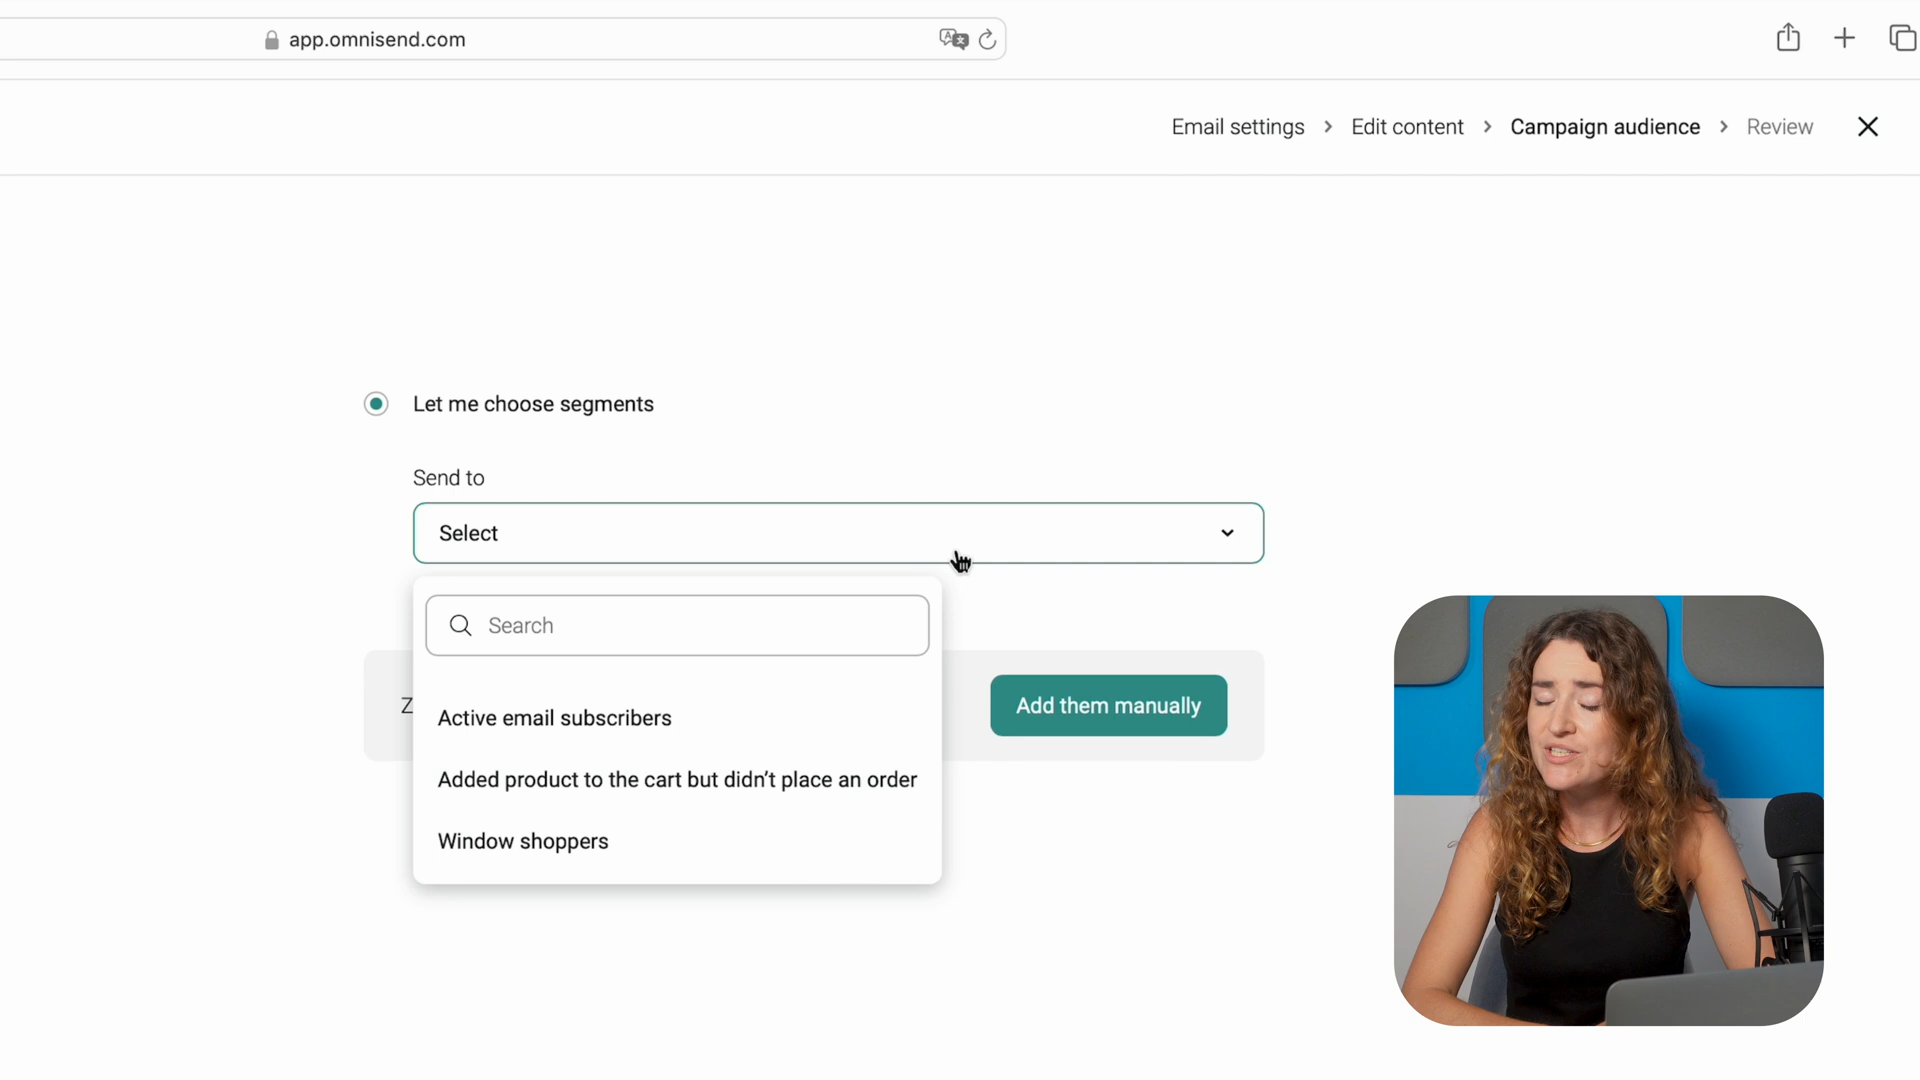 app.omnisend.com
Email settings > Edit content > Campaign audience > Review
Let me choose segments
Send to
Select
Search
Z
Add them manually
Active email subscribers
Added product to the cart but didn’t place an order
Window shoppers